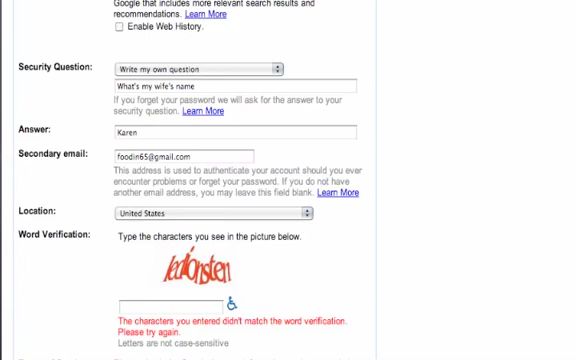 Google that includes more relevant search results and
recommendations. Learn More
Enable Web History.
Security Question: Write my own question
What's my wife's name
If you forget your password we will ask for the answer to your
security question. Learn More
Answer: Karen
Secondary email: foodin65@gmail.com
This address is used to authenticate your account should you ever
encounter problems or forget your password. If you do not have
another email address, you may leave this field blank. Learn More
Location: United States
Word Verification: Type the characters you see in the picture below.
The characters you entered didn't match the word verification.
Please try again.
Letters are not case-sensitive